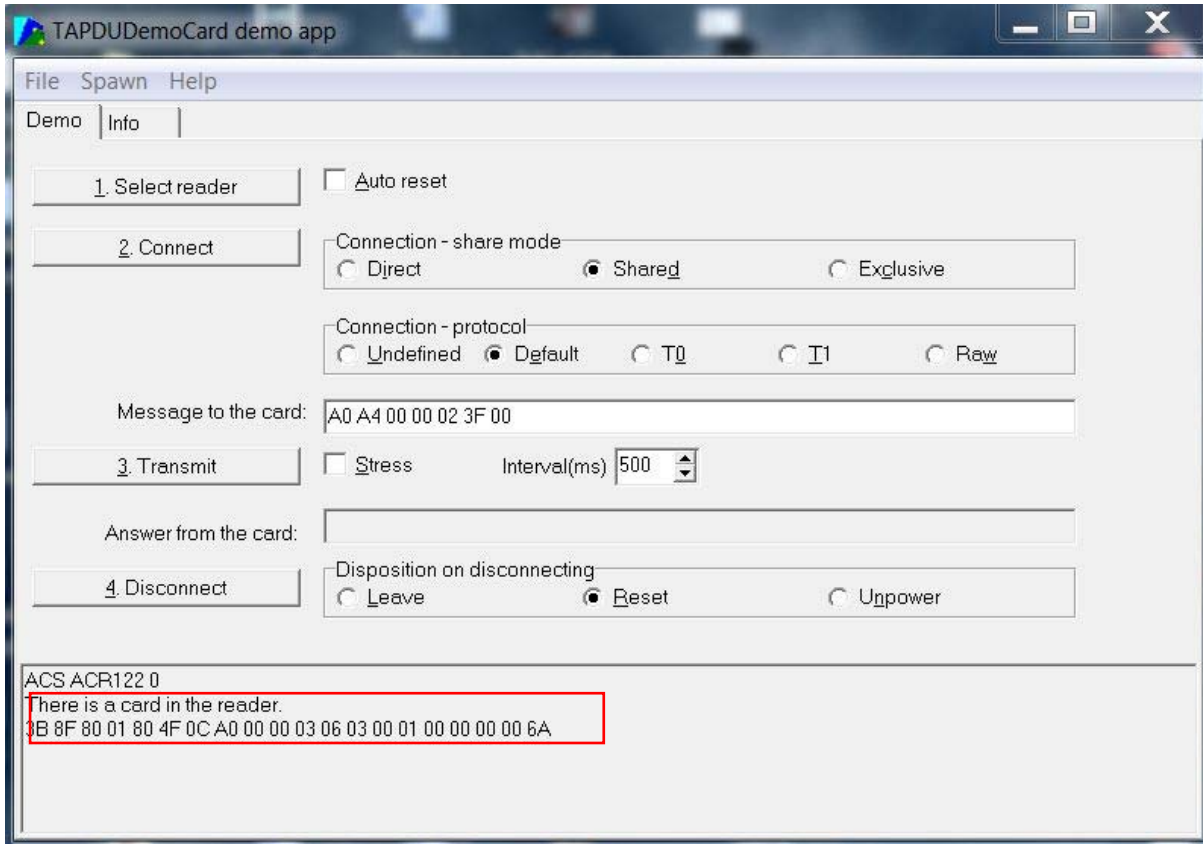 TAPDUDemoCard demo app
File Spawn Help
Demo Info
1. Select reader
Auto reset
2. Connect
Connection - share mode
Direct Shared Exclusive
Connection - protocol
Undefined Default T0 T1 Raw
Message to the card: A0 A4 00 00 02 3F 00
3. Transmit
Stress Interval(ms) 500
Answer from the card:
4. Disconnect
Disposition on disconnecting
Leave Reset Unpower
ACS ACR122 0
There is a card in the reader.
3B 8F 80 01 80 4F 0C A0 00 00 03 06 03 00 01 00 00 00 00 6A